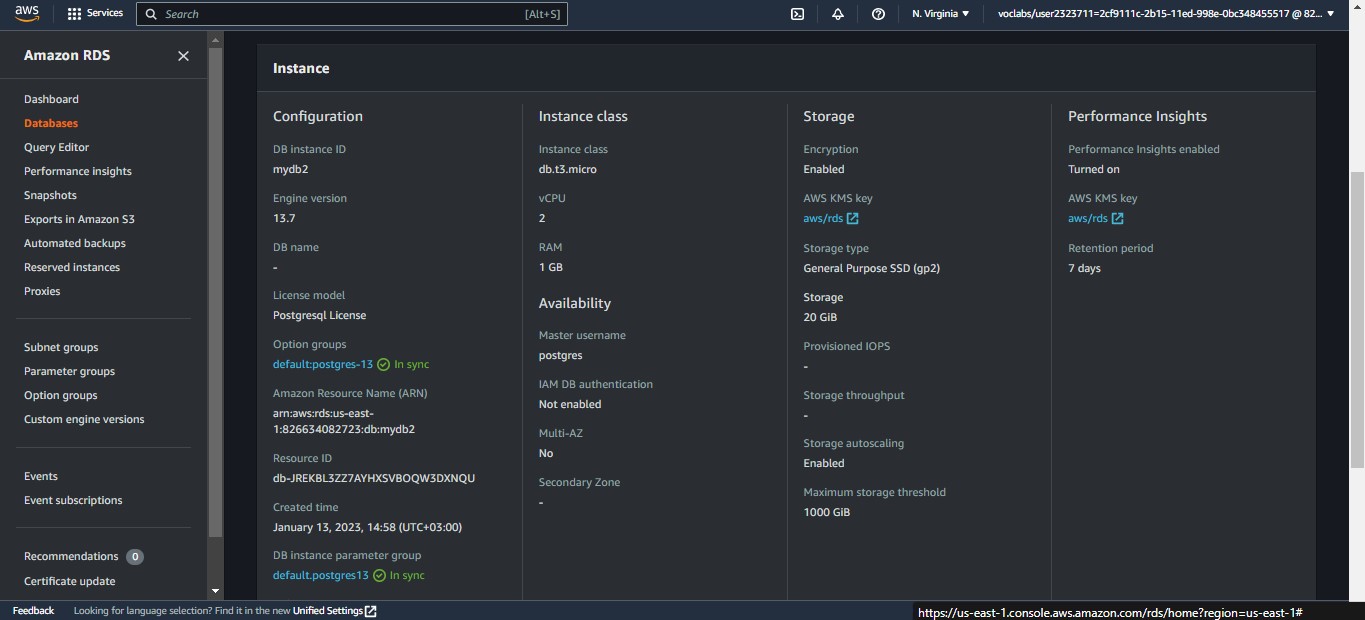 aws
Services
Search
[Alt+S]
N. Virginia
voclabs/user2323711=2cf9111c-2b15-11ed-998e-0bc348455517 @ 82...
Amazon RDS
Dashboard
Databases
Query Editor
Performance insights
Snapshots
Exports in Amazon S3
Automated backups
Reserved instances
Proxies
Subnet groups
Parameter groups
Option groups
Custom engine versions
Events
Event subscriptions
Recommendations 0
Certificate update
Instance
Configuration
DB instance ID
mydb2
Engine version
13.7
DB name
-
License model
Postgresql License
Option groups
default:postgres-13 In sync
Amazon Resource Name (ARN)
arn:aws:rds:us-east-
1:826634082723:db:mydb2
Resource ID
db-JREKBL3ZZ7AYHXSVBOQW3DXNQU
Created time
January 13, 2023, 14:58 (UTC+03:00)
DB instance parameter group
default.postgres13 In sync
Instance class
Instance class
db.t3.micro
vCPU
2
RAM
1 GB
Availability
Master username
postgres
IAM DB authentication
Not enabled
Multi-AZ
No
Secondary Zone
-
Storage
Encryption
Enabled
AWS KMS key
aws/rds
Storage type
General Purpose SSD (gp2)
Storage
20 GiB
Provisioned IOPS
-
Storage throughput
-
Storage autoscaling
Enabled
Maximum storage threshold
1000 GiB
Performance Insights
Performance Insights enabled
Turned on
AWS KMS key
aws/rds
Retention period
7 days
Feedback
Looking for language selection? Find it in the new Unified Settings
https://us-east-1.console.aws.amazon.com/rds/home?region=us-east-1#